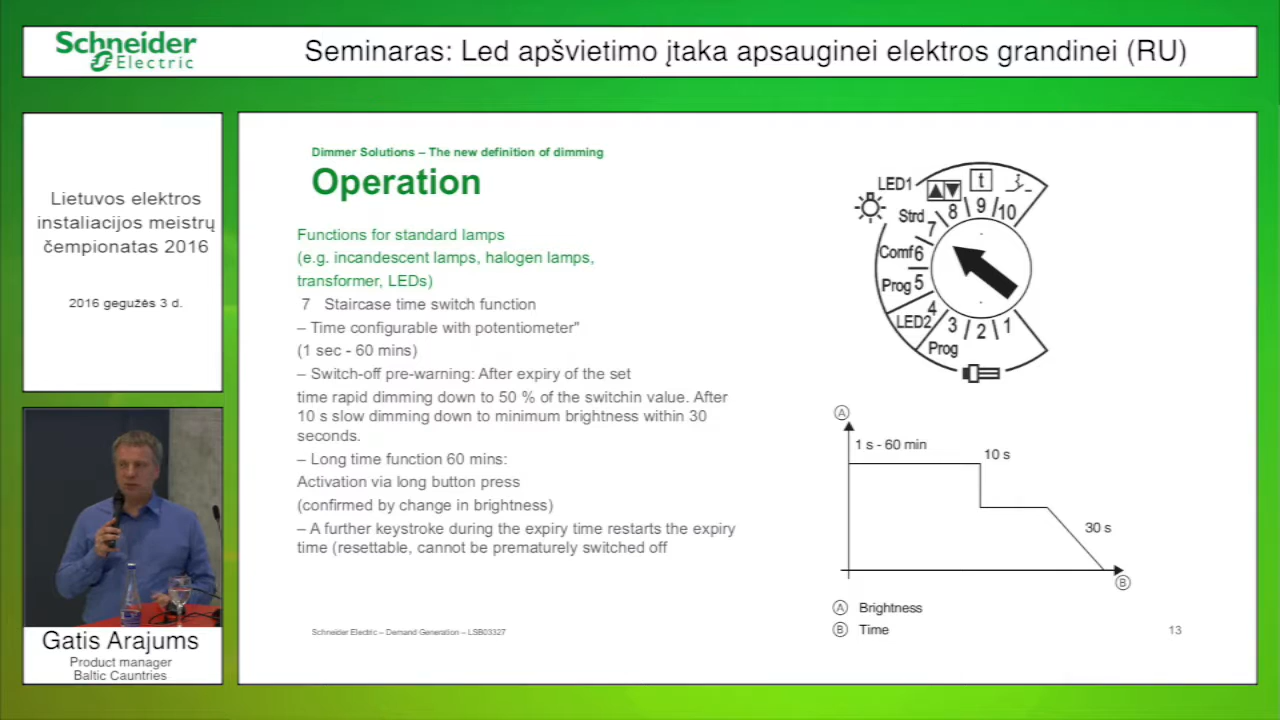 Schneider
Electric
Seminaras: Led apšvietimo įtaka apsauginei elektros grandinei (RU)
Lietuvos elektros
instaliacijos meistrų
čempionatas 2016
2016 gegužės 3 d.
Gatis Arajums
Product manager
Baltic Cauntries
Dimmer Solutions – The new definition of dimming
Operation
Functions for standard lamps
(e.g. incandescent lamps, halogen lamps,
transformer, LEDs)
7 Staircase time switch function
– Time configurable with potentiometer"
(1 sec - 60 mins)
– Switch-off pre-warning: After expiry of the set
time rapid dimming down to 50 % of the switchin value. After
10 s slow dimming down to minimum brightness within 30
seconds.
– Long time function 60 mins:
Activation via long button press
(confirmed by change in brightness)
– A further keystroke during the expiry time restarts the expiry
time (resettable, cannot be prematurely switched off
Schneider Electric – Demand Generation – LSB03327
LED1
t
Strd
7
8
9
10
Comf
6
Prog
5
LED2
4
3
2
1
Prog
A
1 s - 60 min
10 s
30 s
B
A Brightness
B Time
13